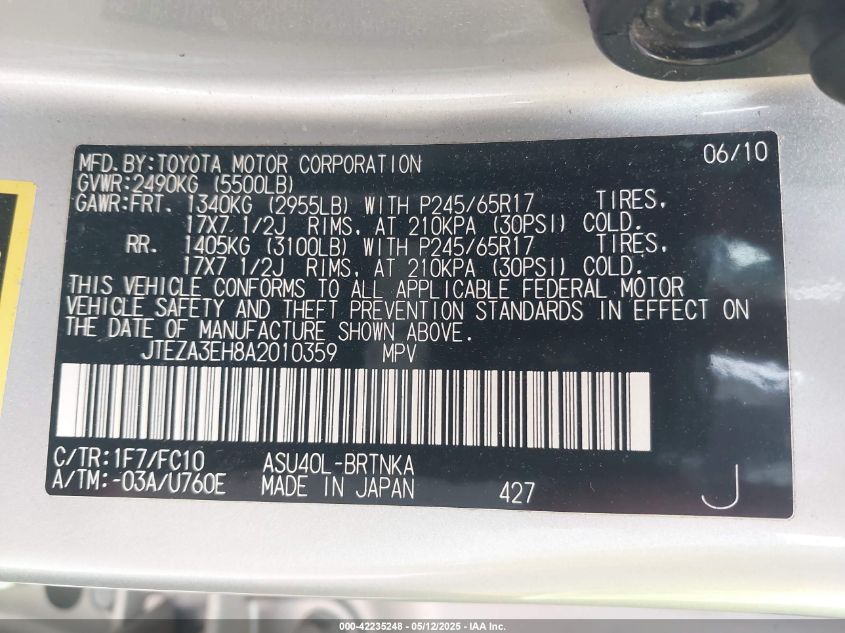 MFD.BY:TOYOTA MOTOR CORPORATION 06/10
GVWR:2490KG (5500LB)
GAWR:FRT. 1340KG (2955LB) WITH P245/65R17 TIRES,
17X7 1/2J RIMS, AT 210KPA (30PSI) COLD.
RR. 1405KG (3100LB) WITH P245/65R17 TIRES,
17X7 1/2J RIMS, AT 210KPA (30PSI) COLD.
THIS VEHICLE CONFORMS TO ALL APPLICABLE FEDERAL MOTOR
VEHICLE SAFETY AND THEFT PREVENTION STANDARDS IN EFFECT ON
THE DATE OF MANUFACTURE SHOWN ABOVE.
JTEZA3EH8A2010359 MPV
C/TR:1F7/FC10 ASU40L-BRTNKA
A/TM:-03A/U760E MADE IN JAPAN 427 J
000-42235248 - 05/12/2025 - IAA Inc.